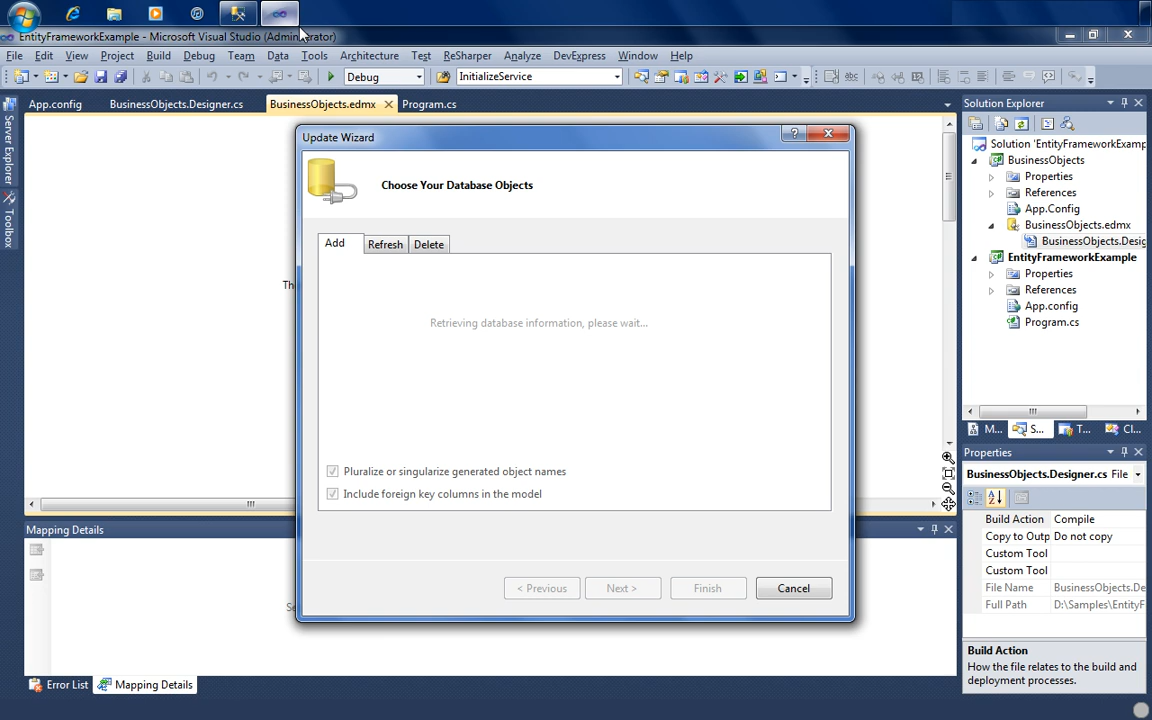 EntityFrameworkExample - Microsoft Visual Studio (Administrator)
File Edit View Project Build Debug Team Data Tools Architecture Test ReSharper Analyze DevExpress Window Help
Debug InitializeService
App.config BusinessObjects.Designer.cs BusinessObjects.edmx Program.cs
Server Explorer
Toolbox
Th
Update Wizard
Choose Your Database Objects
Add Refresh Delete
Retrieving database information, please wait...
Pluralize or singularize generated object names
Include foreign key columns in the model
< Previous Next > Finish Cancel
Mapping Details
Se
Error List Mapping Details
Solution Explorer
Solution 'EntityFrameworkExamp
BusinessObjects
Properties
References
App.Config
BusinessObjects.edmx
BusinessObjects.Desig
EntityFrameworkExample
Properties
References
App.config
Program.cs
M... S... T... Cl...
Properties
BusinessObjects.Designer.cs File
Build Action Compile
Copy to Outp Do not copy
Custom Tool
Custom Tool
File Name BusinessObjects.De
Full Path D:\Samples\EntityF
Build Action
How the file relates to the build and
deployment processes.